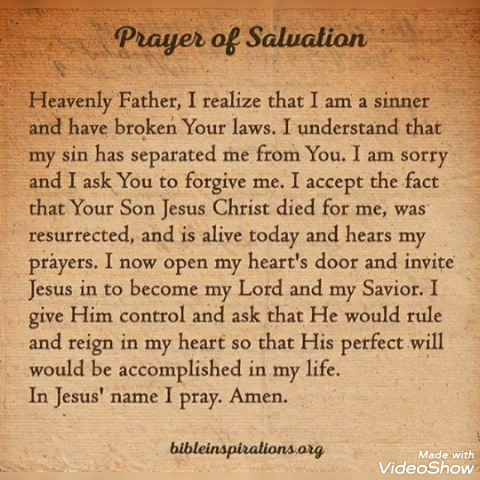 Prayer of Salvation
Heavenly Father, I realize that I am a sinner
and have broken Your laws. I understand that
my sin has separated me from You. I am sorry
and I ask You to forgive me. I accept the fact
that Your Son Jesus Christ died for me, was
resurrected, and is alive today and hears my
prayers. I now open my heart's door and invite
Jesus in to become my Lord and my Savior. I
give Him control and ask that He would rule
and reign in my heart so that His perfect will
would be accomplished in my life.
In Jesus' name I pray. Amen.
bibleinspirations.org
Made with
VideoShow